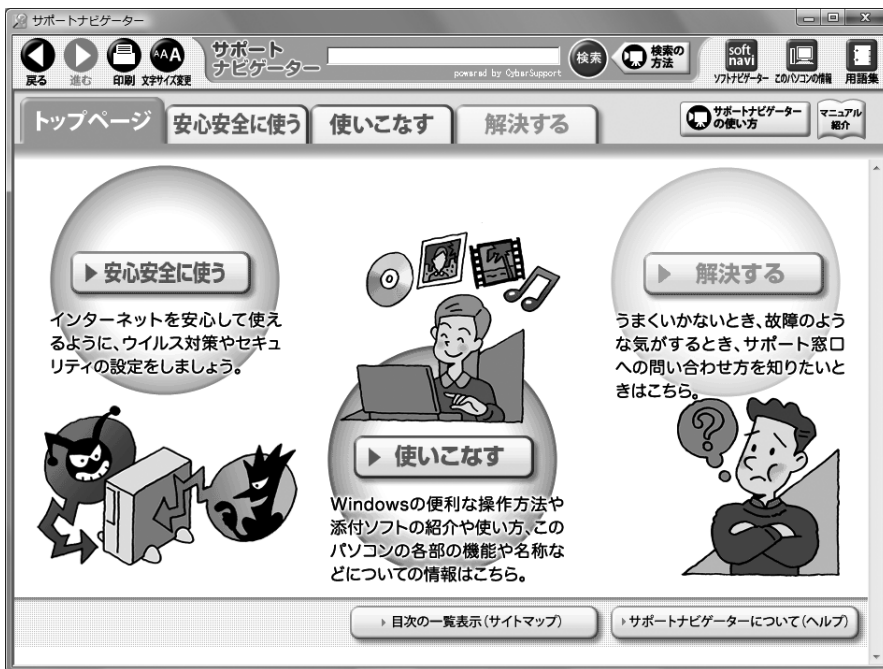 サポートナビゲーター
戻る
進む
印刷
AAA
文字サイズ変更
サポート
ナビゲーター
powered by CyberSupport
検索
検索の
方法
soft
navi
ソフトナビゲーター
このパソコンの情報
用語集
トップページ
安心安全に使う
使いこなす
解決する
サポートナビゲーター
の使い方
マニュアル
紹介
安心安全に使う
インターネットを安心して使え
るように、ウイルス対策やセキュ
リティの設定をしましょう。
使いこなす
Windowsの便利な操作方法や
添付ソフトの紹介や使い方、この
パソコンの各部の機能や名称な
どについての情報はこちら。
解決する
うまくいかないとき、故障のよう
な気がするとき、サポート窓口
への問い合わせ方を知りたいと
きはこちら。
?
目次の一覧表示(サイトマップ)
サポートナビゲーターについて(ヘルプ)